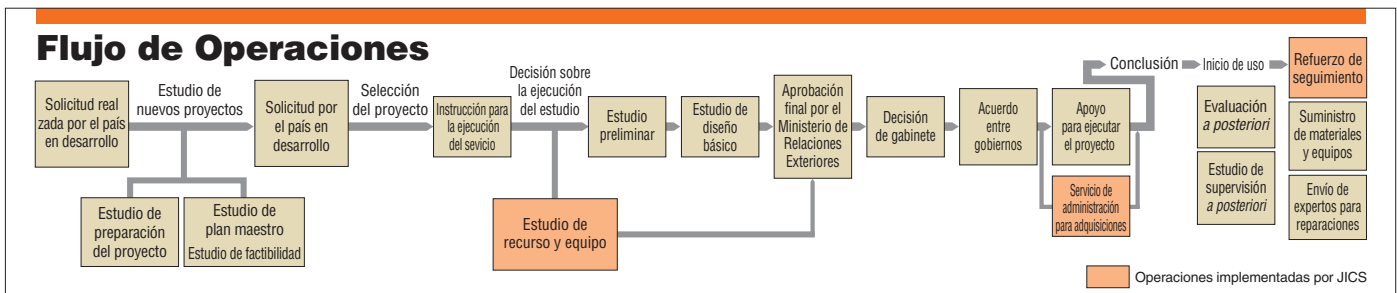 Flujo de Operaciones
Solicitud real
zada por el país
en desarrollo
Estudio de
nuevos proyectos
Estudio de
preparación
del proyecto
Estudio de
plan maestro
Estudio de factibilidad
Solicitud por
el país en
desarrollo
Selección
del proyecto
Instrucción para
la ejecución
del sevicio
Decisión sobre
la ejecución
del estudio
Estudio de
recurso y equipo
Estudio
preliminar
Estudio de
diseño
básico
Aprobación
final por el
Ministerio de
Relaciones
Exteriores
Decisión
de gabinete
Acuerdo
entre
gobiernos
Apoyo
para ejecutar
el proyecto
Servicio de
administración
para adquisiciones
Conclusión
Inicio de uso
Evaluación
a posteriori
Estudio de
supervisión
a posteriori
Refuerzo de
seguimiento
Suministro
de materiales
y equipos
Envío de
expertos para
reparaciones
Operaciones implementadas por JICS